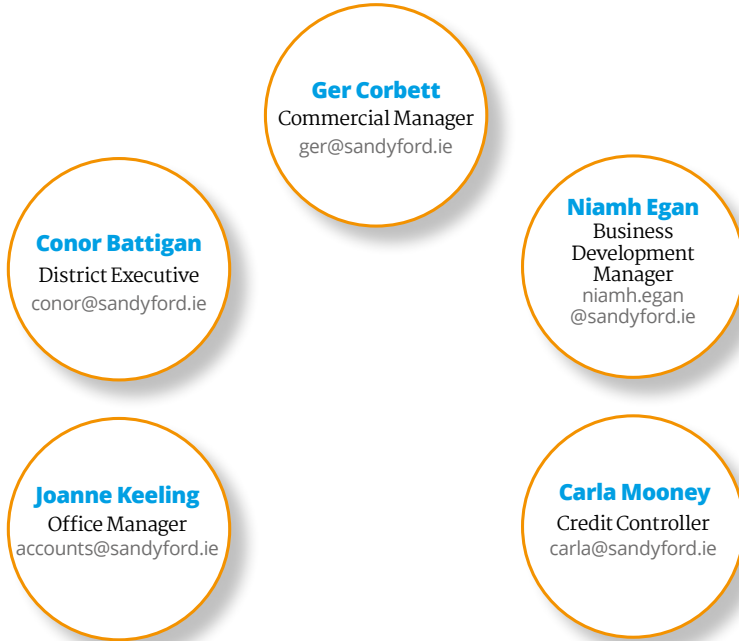 Ger Corbett
Commercial Manager
ger@sandyford.ie
Conor Battigan
District Executive
conor@sandyford.ie
Niamh Egan
Business
Development
Manager
niamh.egan
@sandyford.ie
Joanne Keeling
Office Manager
accounts@sandyford.ie
Carla Mooney
Credit Controller
carla@sandyford.ie